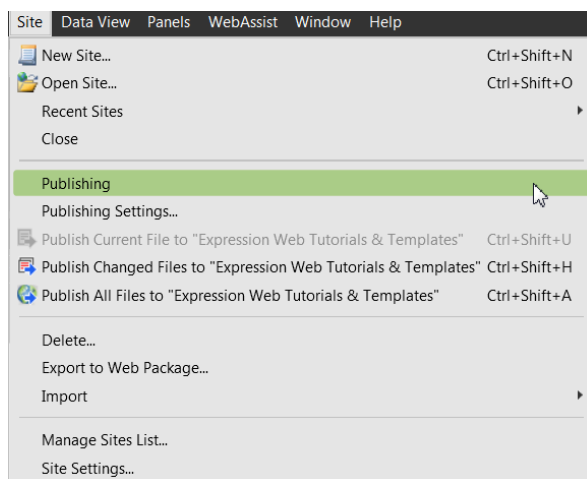 Site Data View Panels WebAssist Window Help
New Site... Ctrl+Shift+N
Open Site... Ctrl+Shift+O
Recent Sites
Close
Publishing
Publishing Settings...
Publish Current File to "Expression Web Tutorials & Templates" Ctrl+Shift+U
Publish Changed Files to "Expression Web Tutorials & Templates" Ctrl+Shift+H
Publish All Files to "Expression Web Tutorials & Templates" Ctrl+Shift+A
Delete...
Export to Web Package...
Import
Manage Sites List...
Site Settings...